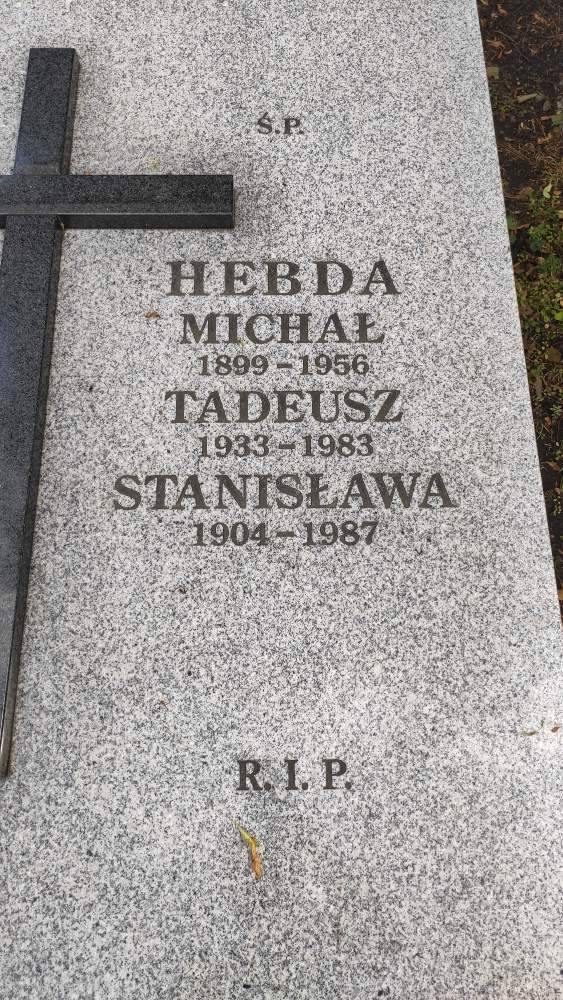 Ś.P.
HEBDA
MICHAŁ
1899-1956
TADEUSZ
1933-1983
STANISŁAWA
1904-1987
R. I. P.